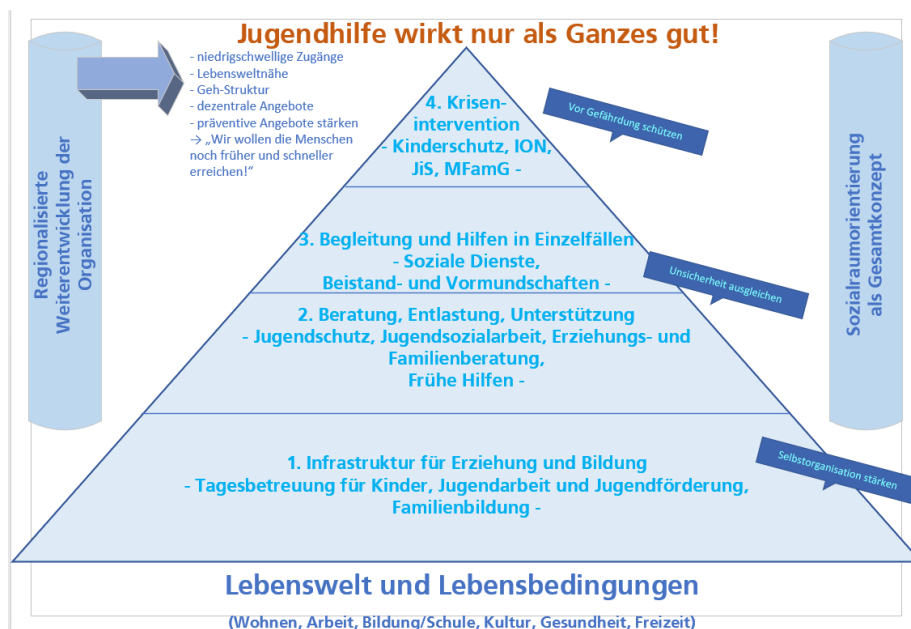 Jugendhilfe wirkt nur als Ganzes gut!
Regionalisierte
Weiterentwicklung der
Organisation
- niedrigschwellige Zugänge
- Lebensweltnähe
- Geh-Struktur
- dezentrale Angebote
- präventive Angebote stärken
→ „Wir wollen die Menschen
noch früher und schneller
erreichen!“
4. Krisen-
intervention
- Kinderschutz, ION,
JiS, MFamG -
Vor Gefährdung schützen
3. Begleitung und Hilfen in Einzelfällen
- Soziale Dienste,
Beistand- und Vormundschaften -
Unsicherheit ausgleichen
2. Beratung, Entlastung, Unterstützung
- Jugendschutz, Jugendsozialarbeit, Erziehungs- und
Familienberatung,
Frühe Hilfen -
1. Infrastruktur für Erziehung und Bildung
- Tagesbetreuung für Kinder, Jugendarbeit und Jugendförderung,
Familienbildung -
Selbstorganisation stärken
Sozialraumorientierung
als Gesamtkonzept
Lebenswelt und Lebensbedingungen
(Wohnen, Arbeit, Bildung/Schule, Kultur, Gesundheit, Freizeit)